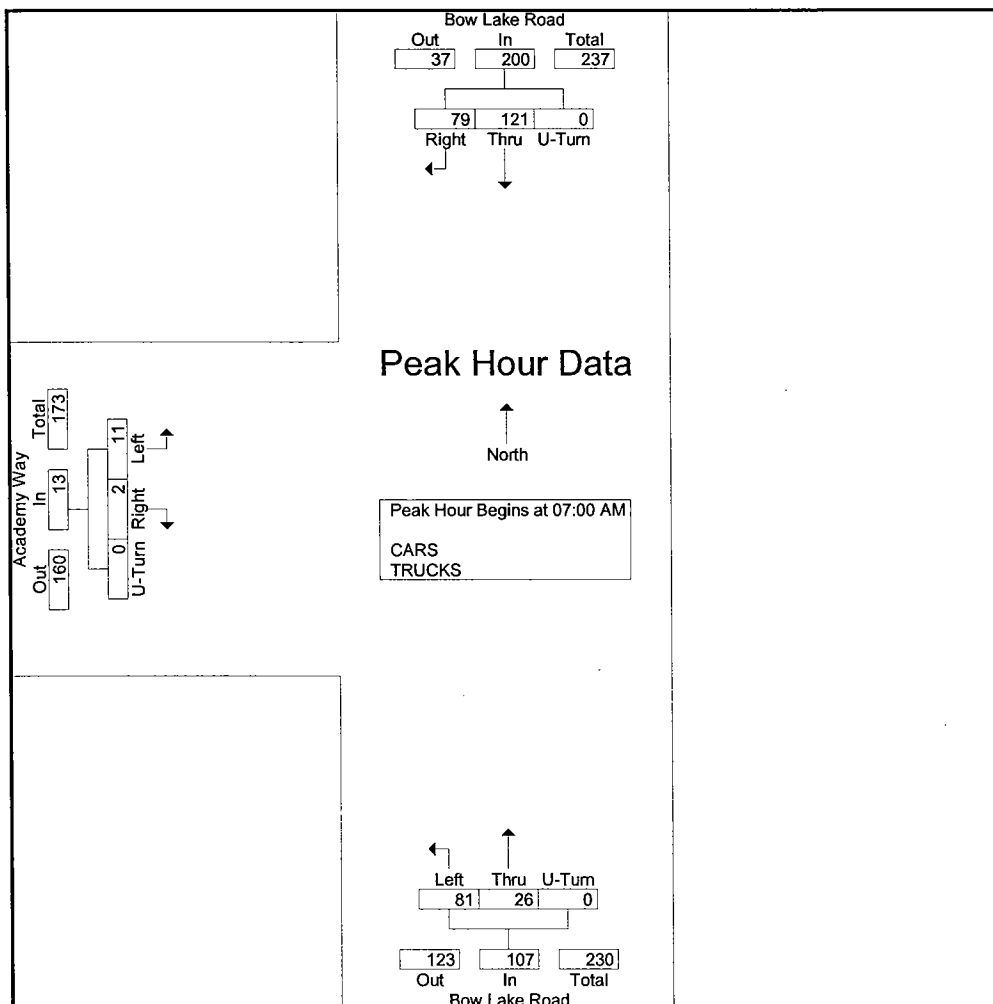 Bow Lake Road
Out In Total
37 200 237
79 121 0
Right Thru U-Turn
Peak Hour Data
North
Peak Hour Begins at 07:00 AM
CARS
TRUCKS
Academy Way
Out In Total
160 13 173
0 2 11
U-Turn Right Left
Left Thru U-Turn
81 26 0
123 107 230
Out In Total
Bow Lake Road